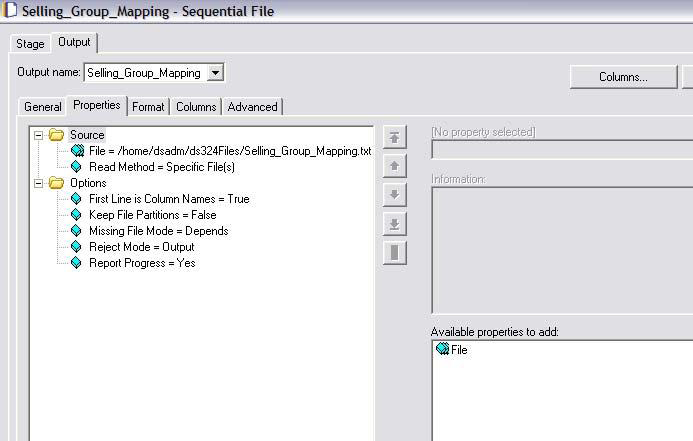 Selling_Group_Mapping - Sequential File
Stage Output
Output name: Selling_Group_Mapping
Columns...
General Properties Format Columns Advanced
Source
File = /home/dsadm/ds324Files/Selling_Group_Mapping.txt
Read Method = Specific File(s)
Options
First Line is Column Names = True
Keep File Partitions = False
Missing File Mode = Depends
Reject Mode = Output
Report Progress = Yes
[No property selected]
Information:
Available properties to add:
File